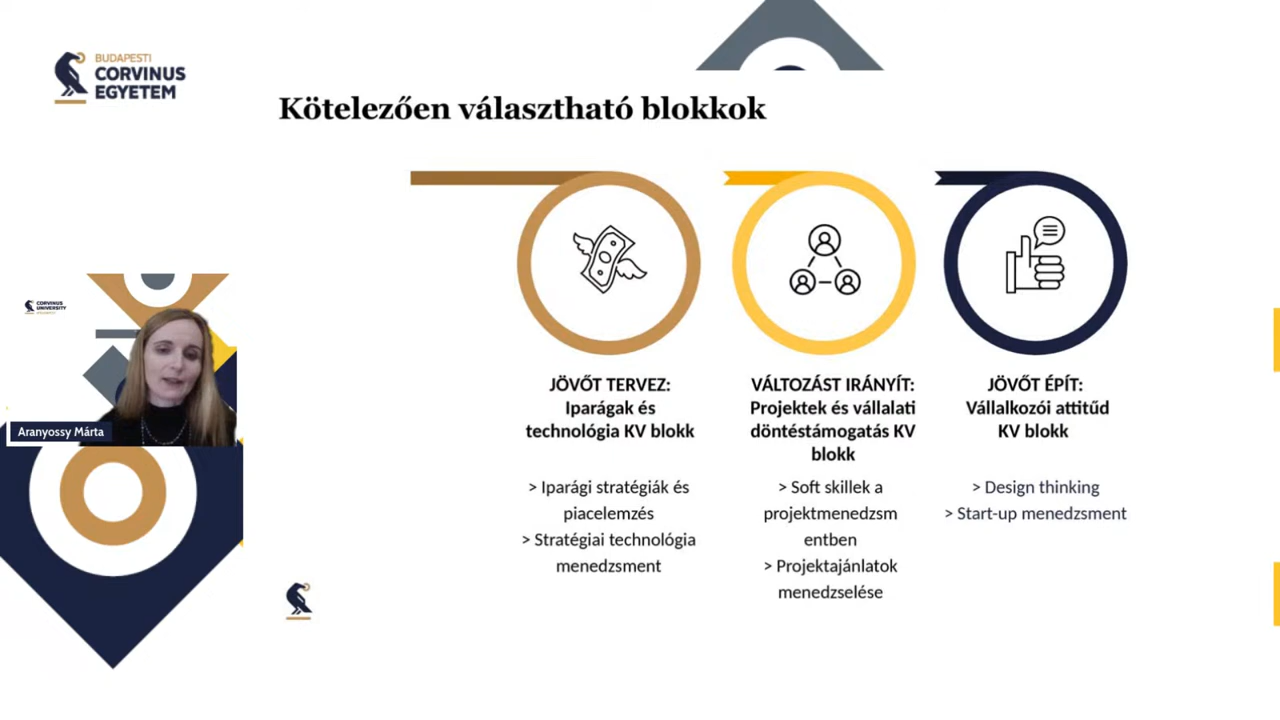 BUDAPESTI
CORVINUS
EGYETEM
Kötelezően választható blokkok
CORVINUS
UNIVERSITY
Aranyossy Márta
JÖVŐT TERVEZ:
Iparágak és
technológia KV blokk
> Iparági stratégiák és
piacelemzés
> Stratégiai technológia
menedzsment
VÁLTOZÁST IRÁNYÍT:
Projektek és vállalati
döntéstámogatás KV
blokk
> Soft skillek a
projektmenedzsm
entben
> Projektajánlatok
menedzselése
JÖVŐT ÉPÍT:
Vállalkozói attitűd
KV blokk
> Design thinking
> Start-up menedzsment